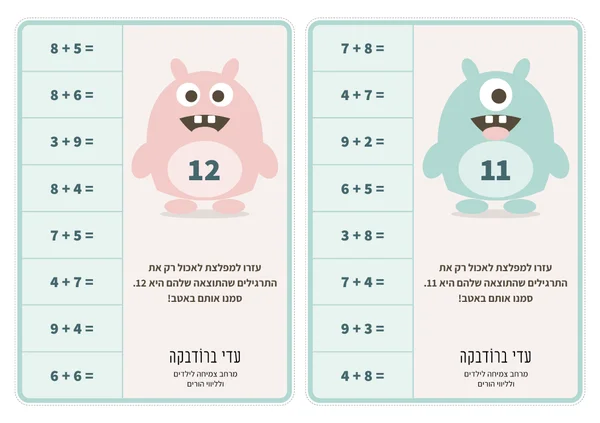 8 + 5 =
8 + 6 =
3 + 9 =
8 + 4 =
7 + 5 =
4 + 7 =
9 + 4 =
6 + 6 =
12
עזרו למפלצת לאכול רק את
התרגילים שהתוצאה שלהם היא 12.
סמנו אותם באטב!
עדי ברודבקה
מרחב צמיחה לילדים
ולליווי הורים
7 + 8 =
4 + 7 =
9 + 2 =
6 + 5 =
3 + 8 =
7 + 4 =
9 + 3 =
4 + 8 =
11
עזרו למפלצת לאכול רק את
התרגילים שהתוצאה שלהם היא 11.
סמנו אותם באטב!
עדי ברודבקה
מרחב צמיחה לילדים
ולליווי הורים